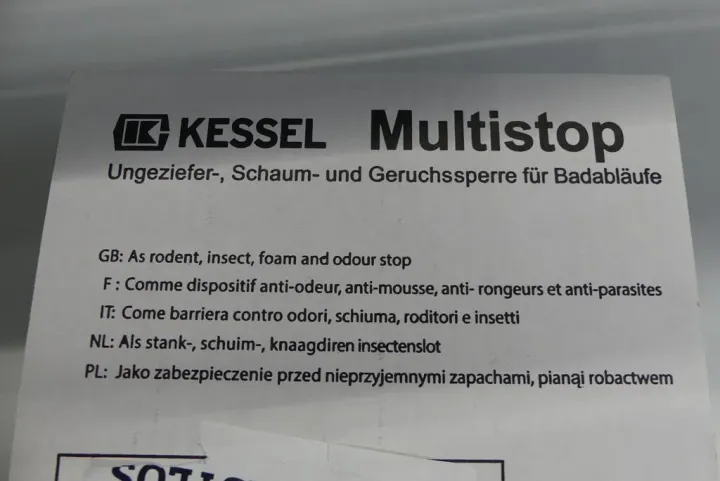 KESSEL Multistop
Ungeziefer-, Schaum- und Geruchssperre für Badabläufe
GB: As rodent, insect, foam and odour stop
F : Comme dispositif anti-odeur, anti-mousse, anti- rongeurs et anti-parasites
IT: Come barriera contro odori, schiuma, roditori e insetti
NL: Als stank-, schuim-, knaagdiren insectenslot
PL: Jako zabezpieczenie przed nieprzyjemnymi zapachami, pianąi robactwem